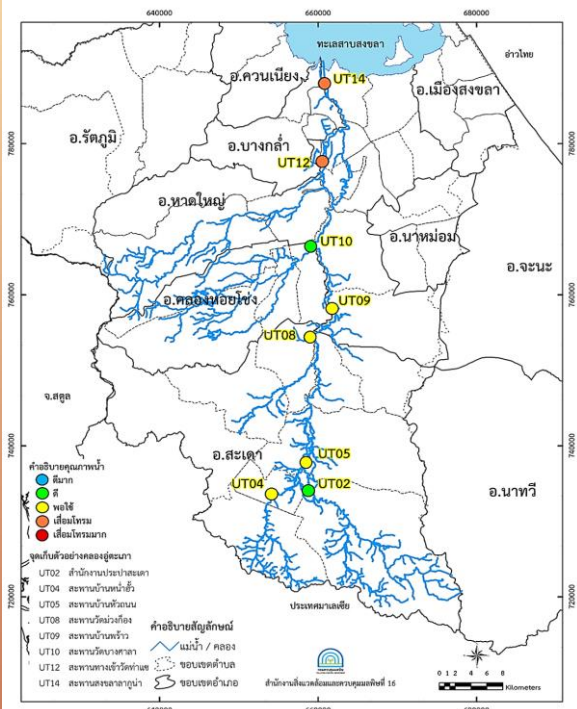 640000 660000 680000
ทะเลสาบสงขลา
อ่าวไทย
อ.ควนเนียง
UT14
อ.เมืองสงขลา
อ.รัตภูมิ
780000
780000
อ.บางกล่ำ
UT12
อ.หาดใหญ่
อ.นาหม่อม
UT10
อ.จะนะ
760000
760000
อ.คลองหอยโข่ง
UT09
UT08
จ.สตูล
740000
740000
อ.สะเดา
UT05
UT04
UT02
อ.นาทวี
คำอธิบายคุณภาพน้ำ
ดีมาก
ดี
พอใช้
เสื่อมโทรม
เสื่อมโทรมมาก
จุดเก็บตัวอย่างคลองอู่ตะเภา
UT02 สำนักงานประปาสะเดา
UT04 สะพานบ้านหน่ำฮั้ว
UT05 สะพานบ้านหัวถนน
UT08 สะพานวัดม่วงก็อง
UT09 สะพานบ้านพร้าว
UT10 สะพานวัดบางศาลา
UT12 สะพานทางเข้าวัดท่าแซ
UT14 สะพานสงขลาลากูน่า
720000
720000
ประเทศมาเลเซีย
คำอธิบายสัญลักษณ์
แม่น้ำ / คลอง
ขอบเขตตำบล
ขอบเขตอำเภอ
สำนักงานสิ่งแวดล้อมและควบคุมมลพิษที่ 16
0 1 2 4 6 8
Kilometers
640000 660000 680000